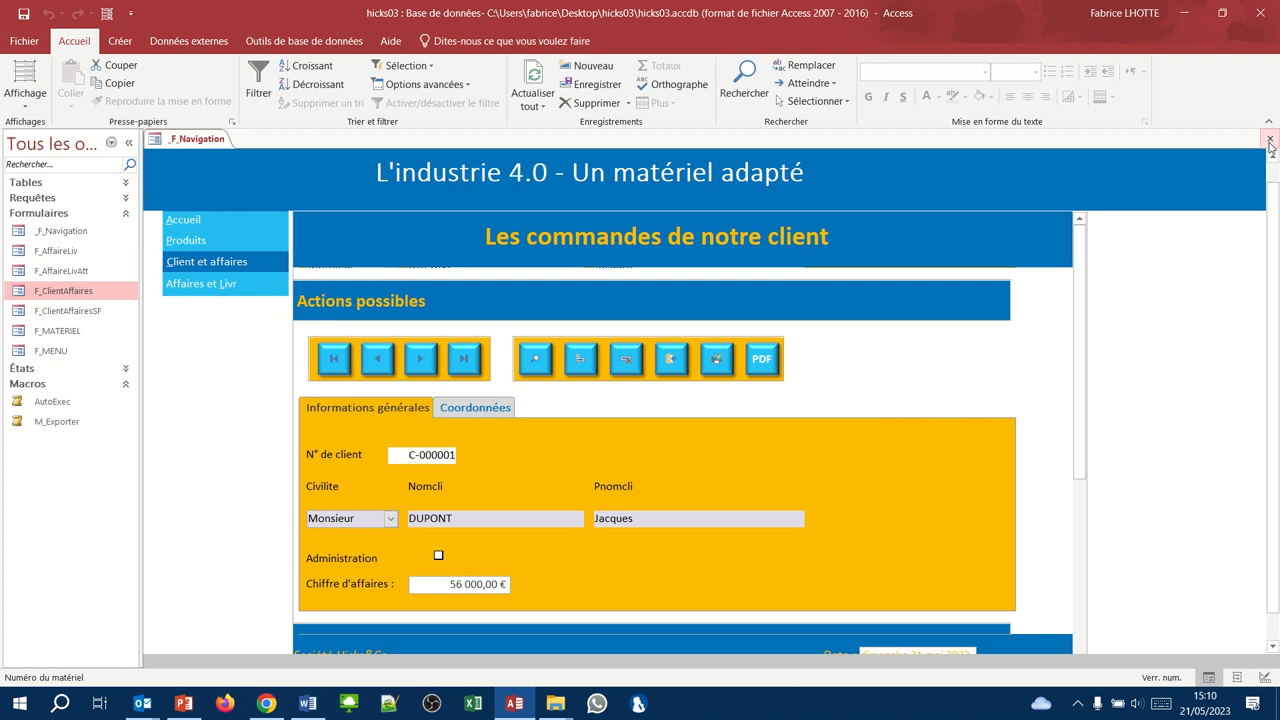 hicks03 : Base de données- C:\Users\fabrice\Desktop\hicks03\hicks03.accdb (format de fichier Access 2007 - 2016) - Access
Fabrice LHOTTE
Fichier Accueil Créer Données externes Outils de base de données Aide Dites-nous ce que vous voulez faire
Affichage
Coller
Couper
Copier
Reproduire la mise en forme
Filtrer
Croissant
Décroissant
Supprimer un tri
Sélection
Options avancées
Activer/désactiver le filtre
Actualiser
tout
Nouveau
Enregistrer
Supprimer
Totaux
Orthographe
Plus
Rechercher
Remplacer
Atteindre
Sélectionner
G I S A
Affichages Presse-papiers Trier et filtrer Enregistrements Rechercher Mise en forme du texte
Tous les o...
Rechercher...
Tables
Requêtes
Formulaires
_F_Navigation
F_AffaireLiv
F_AffaireLivAtt
F_ClientAffaires
F_ClientAffairesSF
F_MATERIEL
F_MENU
États
Macros
AutoExec
M_Exporter
_F_Navigation
L'industrie 4.0 - Un matériel adapté
Accueil
Produits
Client et affaires
Affaires et Livr
Les commandes de notre client
Actions possibles
PDF
Informations générales Coordonnées
N° de client C-000001
Civilite Nomcli Pnomcli
Monsieur DUPONT Jacques
Administration
Chiffre d'affaires : 56 000,00 €
Numéro du matériel
Verr. num.
15:10
21/05/2023